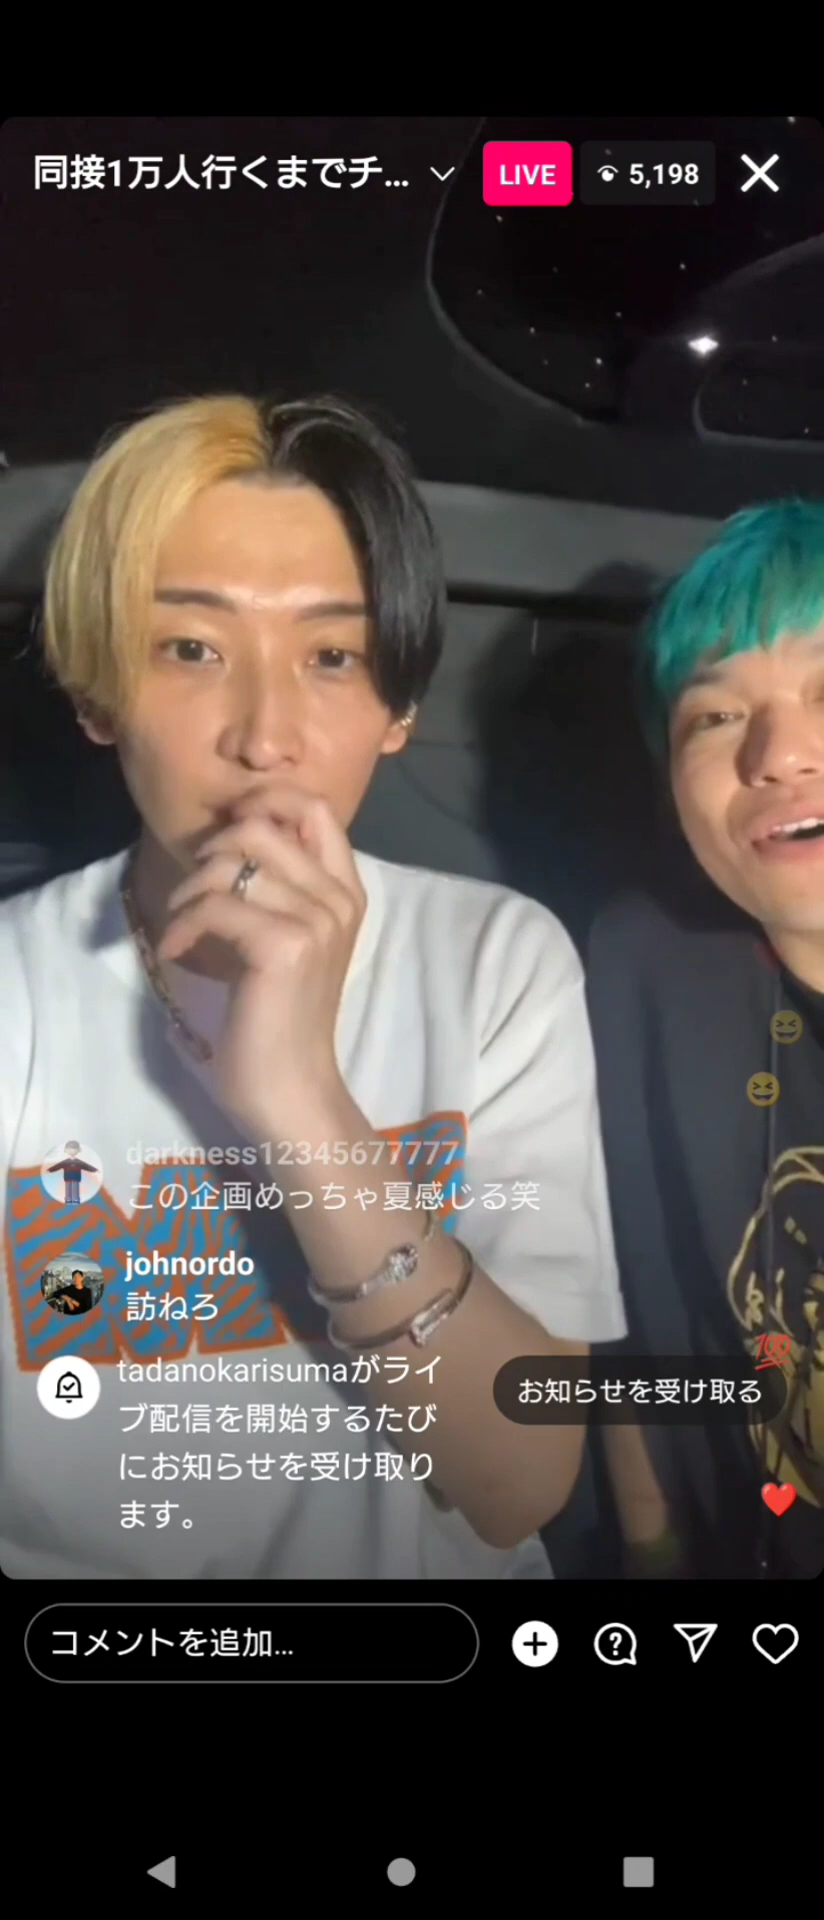 同接1万人行くまでチ...
LIVE
5,198
darkness12345677777
この企画めっちゃ夏感じる笑
johnordo
訪ねろ
tadanokarisumaがライ
ブ配信を開始するたび
にお知らせを受け取り
ます。
お知らせを受け取る
100
コメントを追加...